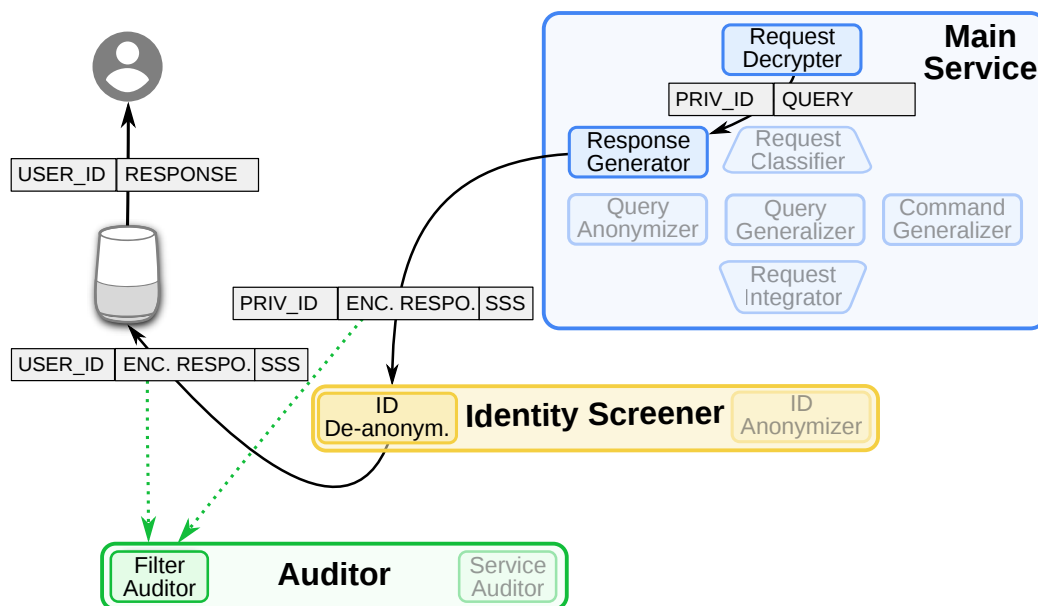 Request
Decrypter
Main
Service
PRIV_ID QUERY
Response
Generator
Request
Classifier
USER_ID RESPONSE
Query
Anonymizer
Query
Generalizer
Command
Generalizer
Request
Integrator
PRIV_ID ENC. RESPO. SSS
USER_ID ENC. RESPO. SSS
ID
De-anonym.
Identity Screener
ID
Anonymizer
Filter
Auditor
Auditor
Service
Auditor